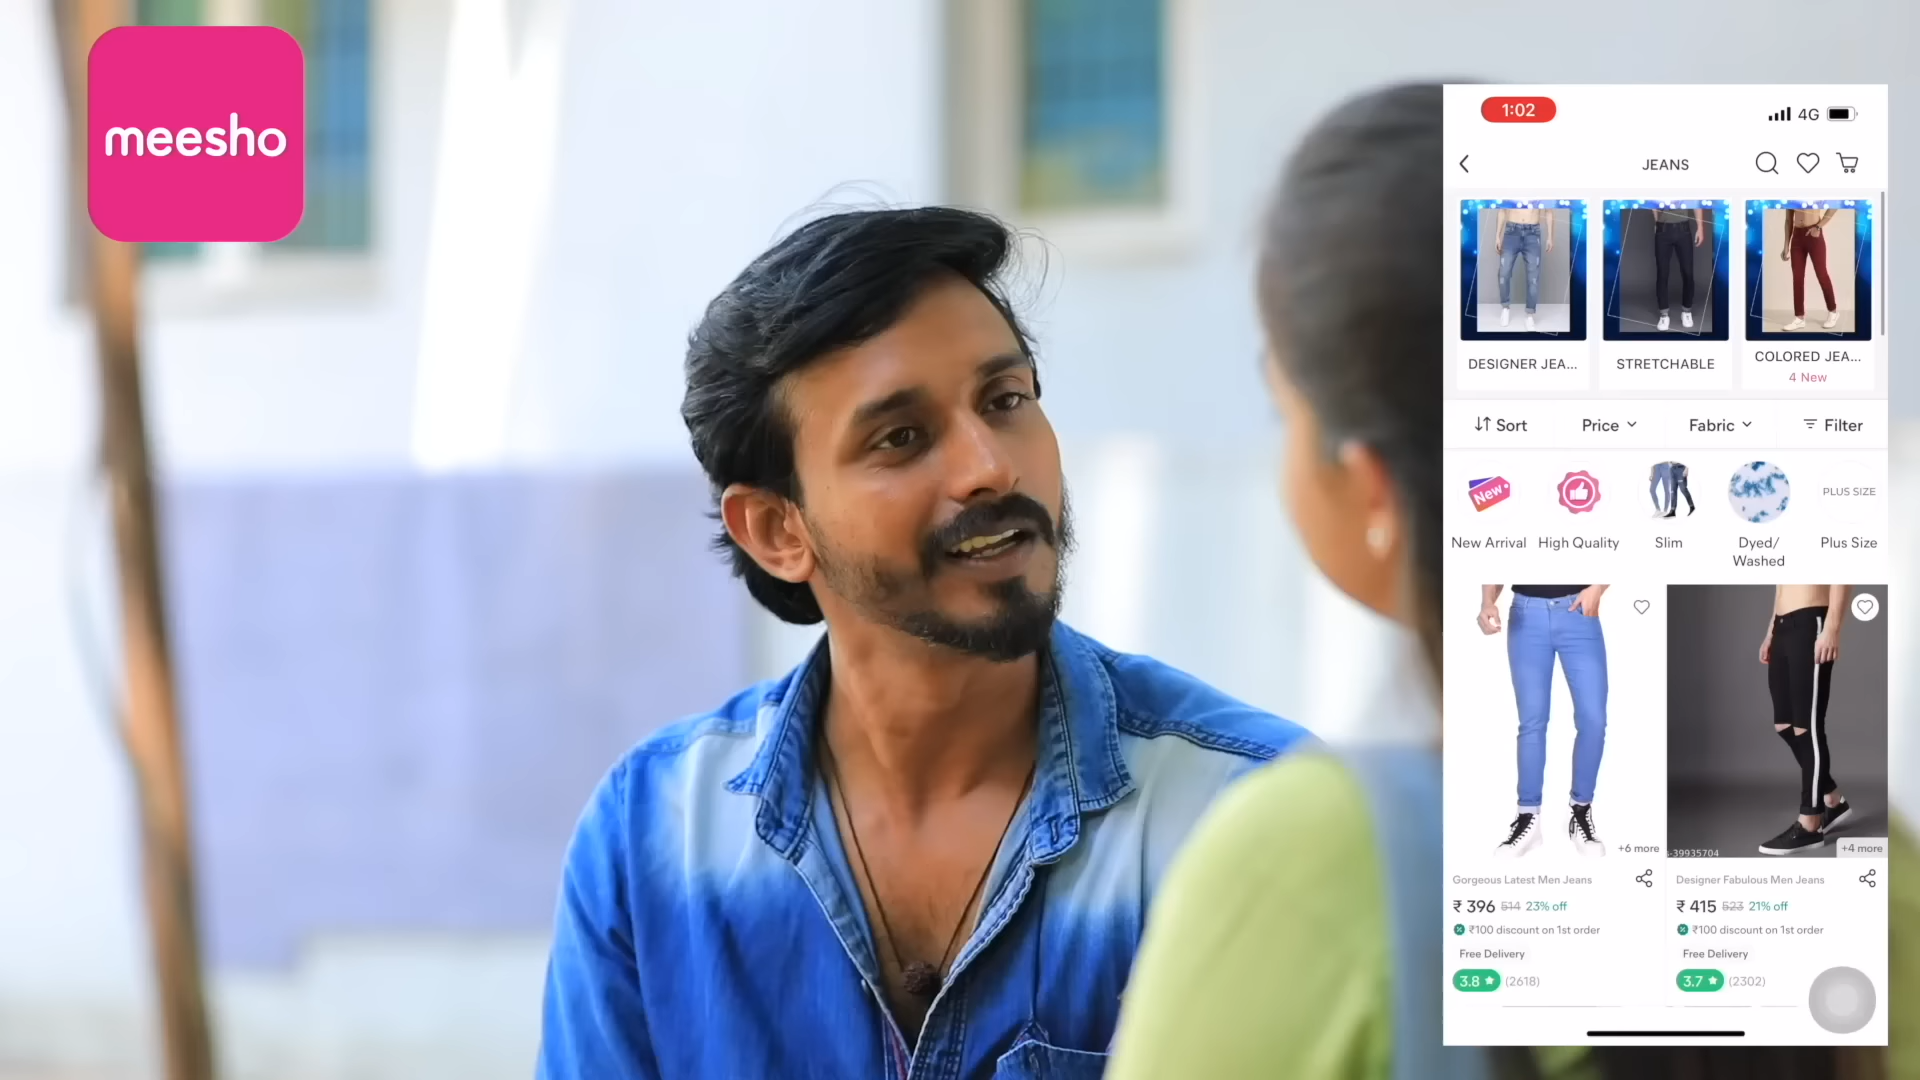 meesho
1:02
4G
JEANS
DESIGNER JEA...
STRETCHABLE
COLORED JEA...
4 New
Sort
Price
Fabric
Filter
New
PLUS SIZE
New Arrival
High Quality
Slim
Dyed/
Washed
Plus Size
+6 more
-39935704
+4 more
Gorgeous Latest Men Jeans
₹ 396 514 23% off
₹100 discount on 1st order
Free Delivery
3.8 ★ (2618)
Designer Fabulous Men Jeans
₹ 415 523 21% off
₹100 discount on 1st order
Free Delivery
3.7 ★ (2302)